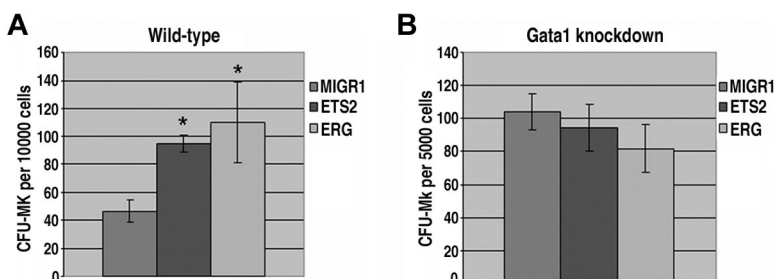 A
Wild-type
CFU-MK per 10000 cells
160
140
120
100
80
60
40
20
0
*
*
MIGR1
ETS2
ERG
B
Gata1 knockdown
CFU-Mk per 5000 cells
140
120
100
80
60
40
20
0
MIGR1
ETS2
ERG